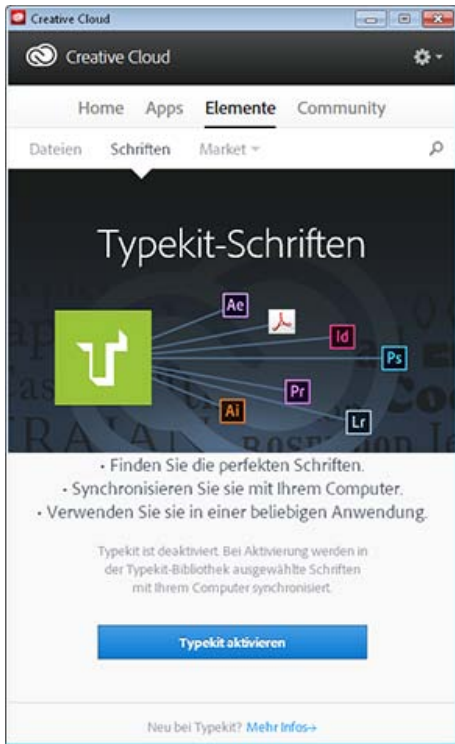 Creative Cloud
Creative Cloud
Home Apps Elemente Community
Dateien Schriften Market
Typekit-Schriften
Ae
Id
Ps
Pr
Ai
Lr
• Finden Sie die perfekten Schriften.
• Synchronisieren Sie sie mit Ihrem Computer.
• Verwenden Sie sie in einer beliebigen Anwendung.
Typekit ist deaktiviert. Bei Aktivierung werden in
der Typekit-Bibliothek ausgewählte Schriften
mit Ihrem Computer synchronisiert.
Typekit aktivieren
Neu bei Typekit? Mehr Infos→